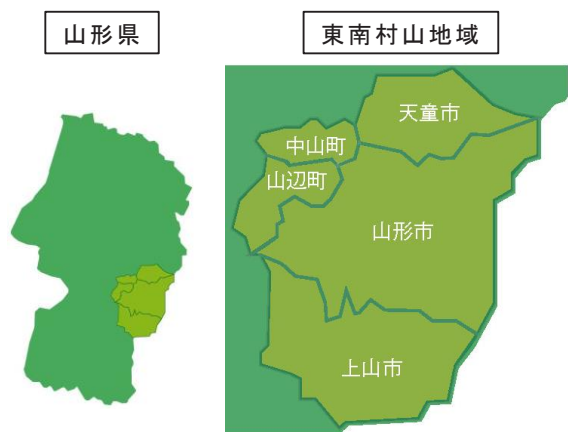 山形県
東南村山地域
天童市
中山町
山辺町
山形市
上山市